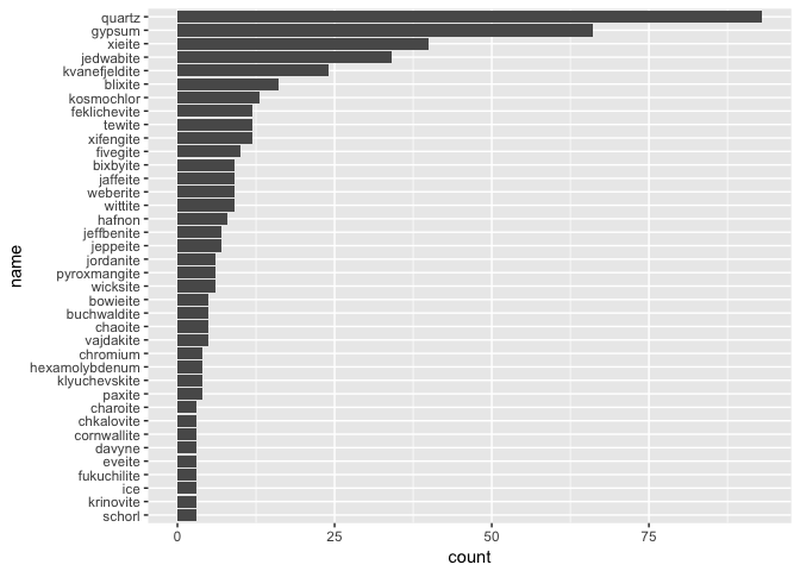 quartz
gypsum
xieite
jedwabite
kvanefjeldite
blixite
kosmochlor
feklichevite
tewite
xifengite
fivegite
bixbyite
jaffeite
weberite
wittite
hafnon
jeffbenite
jeppeite
jordanite
pyroxmangite
wicksite
bowieite
buchwaldite
chaoite
vajdakite
chromium
hexamolybdenum
klyuchevskite
paxite
charoite
chkalovite
cornwallite
davyne
eveite
fukuchilite
ice
krinovite
schorl
name
0 25 50 75
count